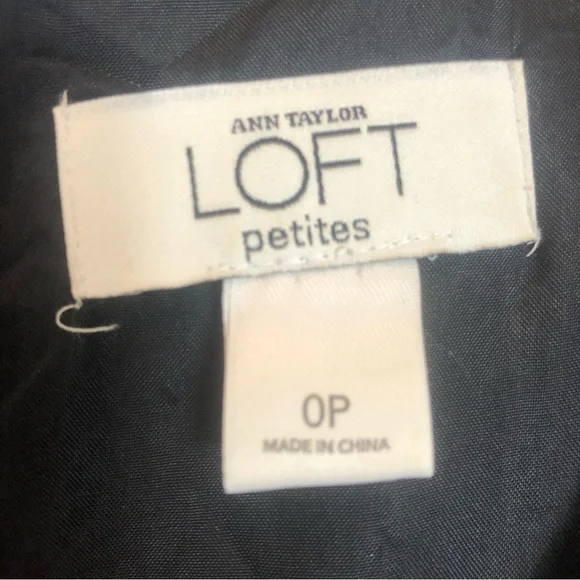 ANN TAYLOR
LOFT
petites
0P
MADE IN CHINA